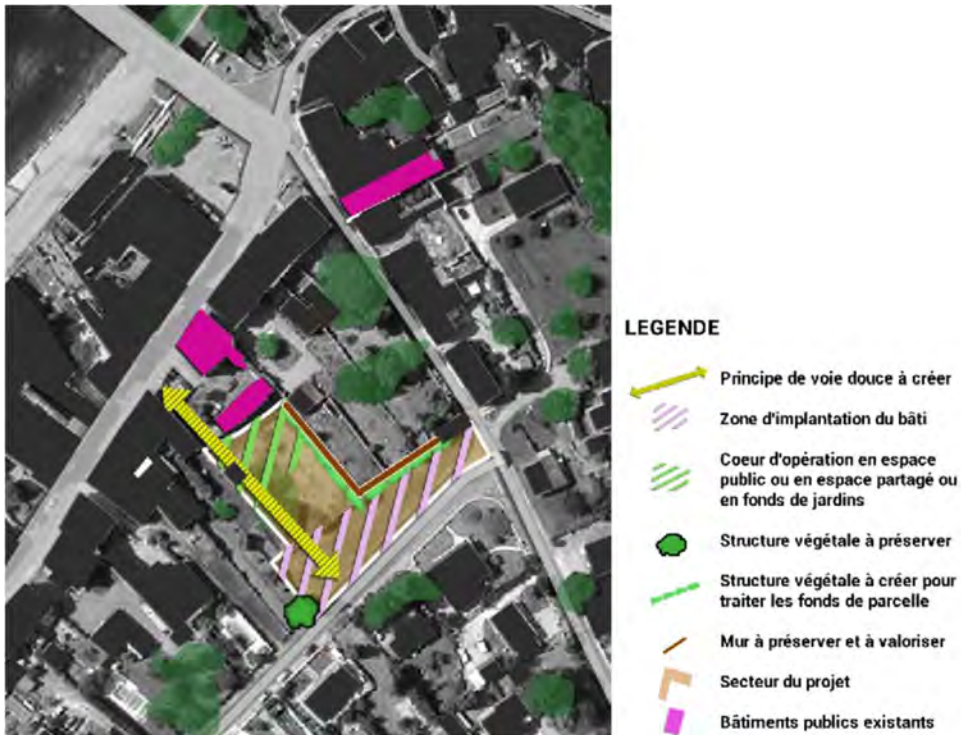 LEGENDE
Principe de voie douce à créer
Zone d'implantation du bâti
Coeur d'opération en espace
public ou en espace partagé ou
en fonds de jardins
Structure végétale à préserver
Structure végétale à créer pour
traiter les fonds de parcelle
Mur à préserver et à valoriser
Secteur du projet
Bâtiments publics existants